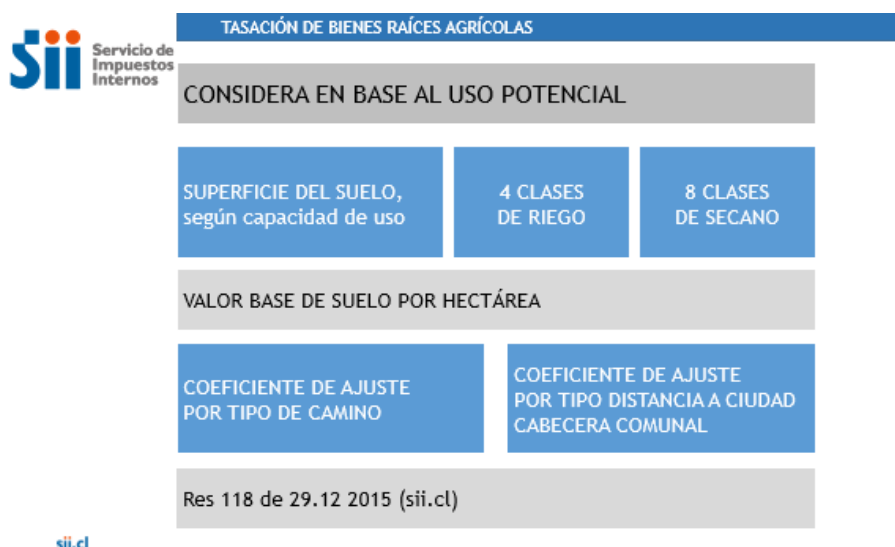 TASACIÓN DE BIENES RAÍCES AGRÍCOLAS
Sii Servicio de
Impuestos
Internos
CONSIDERA EN BASE AL USO POTENCIAL
SUPERFICIE DEL SUELO,
según capacidad de uso
4 CLASES
DE RIEGO
8 CLASES
DE SECANO
VALOR BASE DE SUELO POR HECTÁREA
COEFICIENTE DE AJUSTE
POR TIPO DE CAMINO
COEFICIENTE DE AJUSTE
POR TIPO DISTANCIA A CIUDAD
CABECERA COMUNAL
Res 118 de 29.12 2015 (sii.cl)
sii.cl